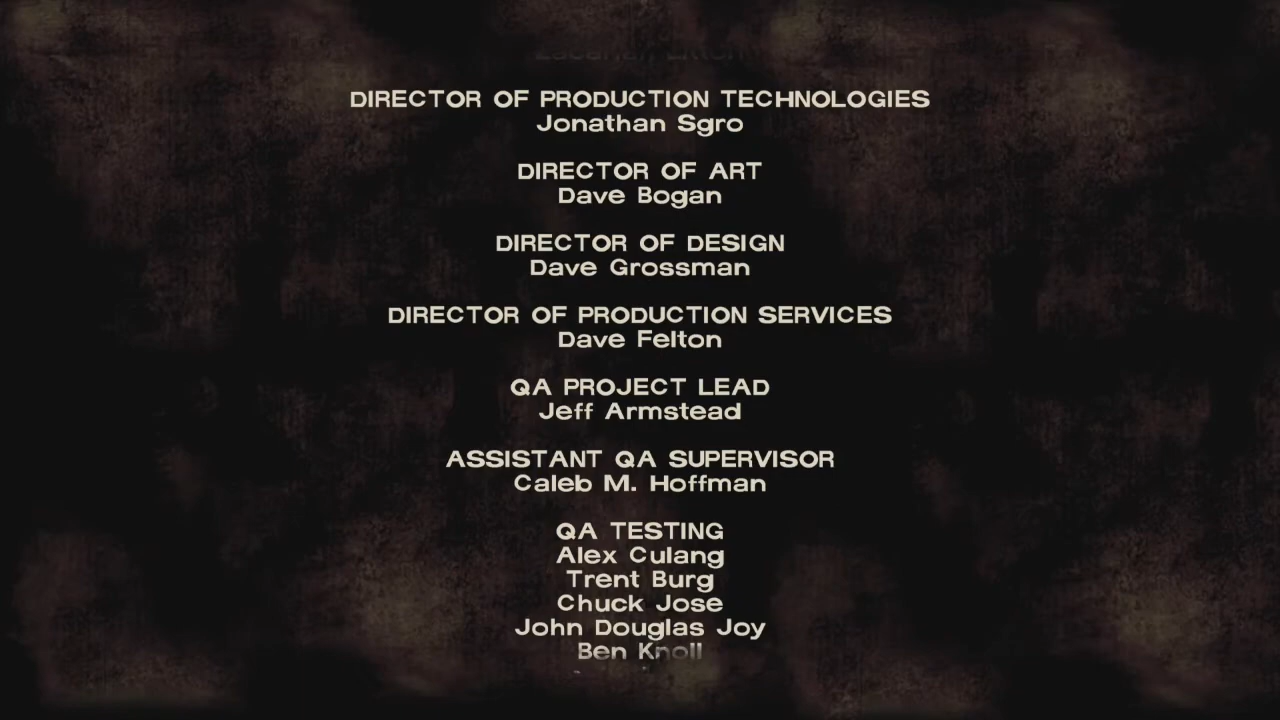 DIRECTOR OF PRODUCTION TECHNOLOGIES
Jonathan Sgro
DIRECTOR OF ART
Dave Bogan
DIRECTOR OF DESIGN
Dave Grossman
DIRECTOR OF PRODUCTION SERVICES
Dave Felton
QA PROJECT LEAD
Jeff Armstead
ASSISTANT QA SUPERVISOR
Caleb M. Hoffman
QA TESTING
Alex Culang
Trent Burg
Chuck Jose
John Douglas Joy
Ben Knoll